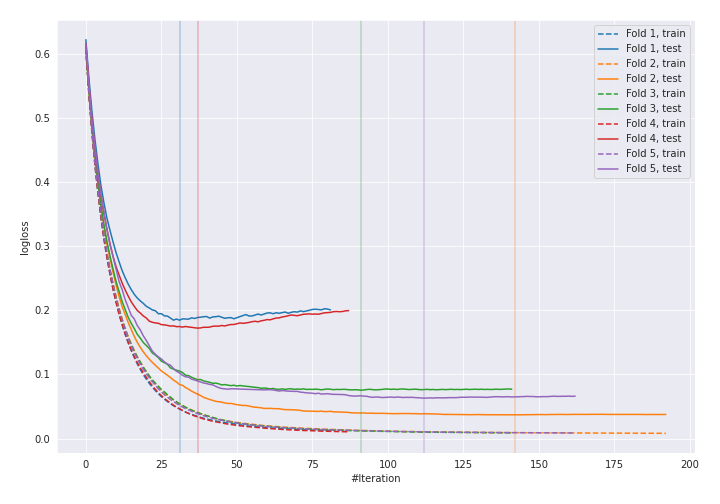 0.6
0.5
0.4
0.3
0.2
0.1
0.0
logloss
0 25 50 75 100 125 150 175 200
#Iteration
Fold 1, train
Fold 1, test
Fold 2, train
Fold 2, test
Fold 3, train
Fold 3, test
Fold 4, train
Fold 4, test
Fold 5, train
Fold 5, test